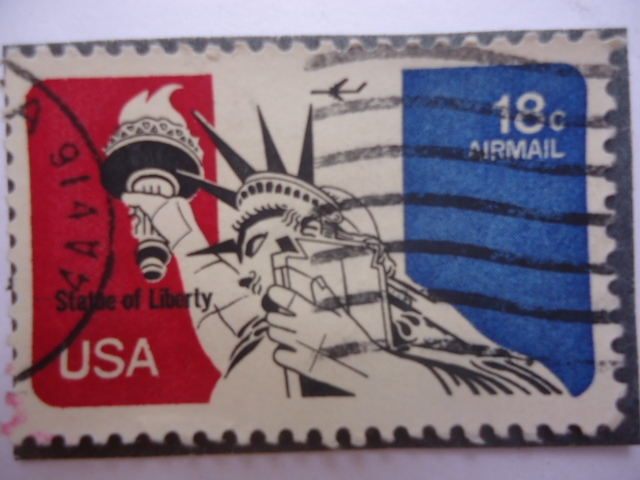 18c
AIRMAIL
Statue of Liberty
USA